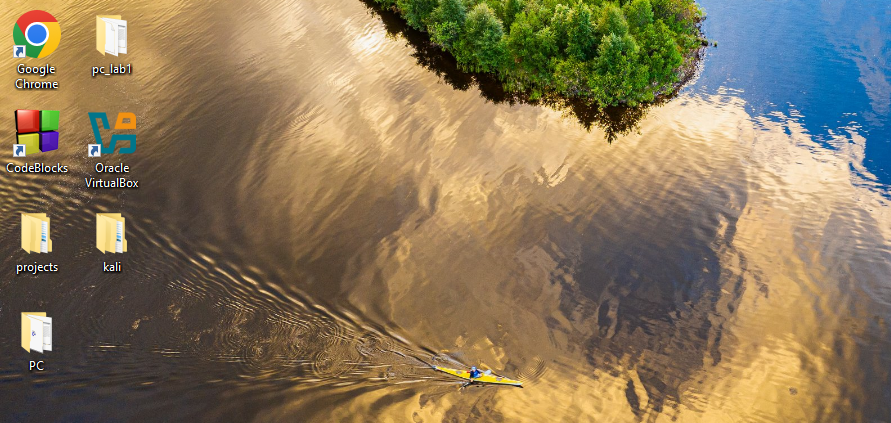 Google
Chrome
pc_lab1
CodeBlocks
Oracle
VirtualBox
projects
kali
PC